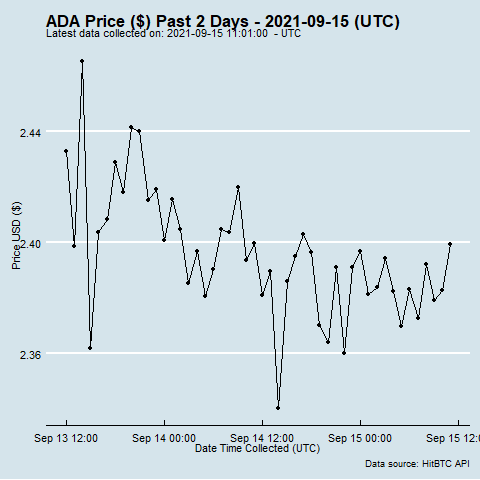 ADA Price ($) Past 2 Days - 2021-09-15 (UTC)
Latest data collected on: 2021-09-15 11:01:00 - UTC
2.44
2.40
2.36
Price USD ($)
Sep 13 12:00 Sep 14 00:00 Sep 14 12:00 Sep 15 00:00 Sep 15 12:0
Date Time Collected (UTC)
Data source: HitBTC API